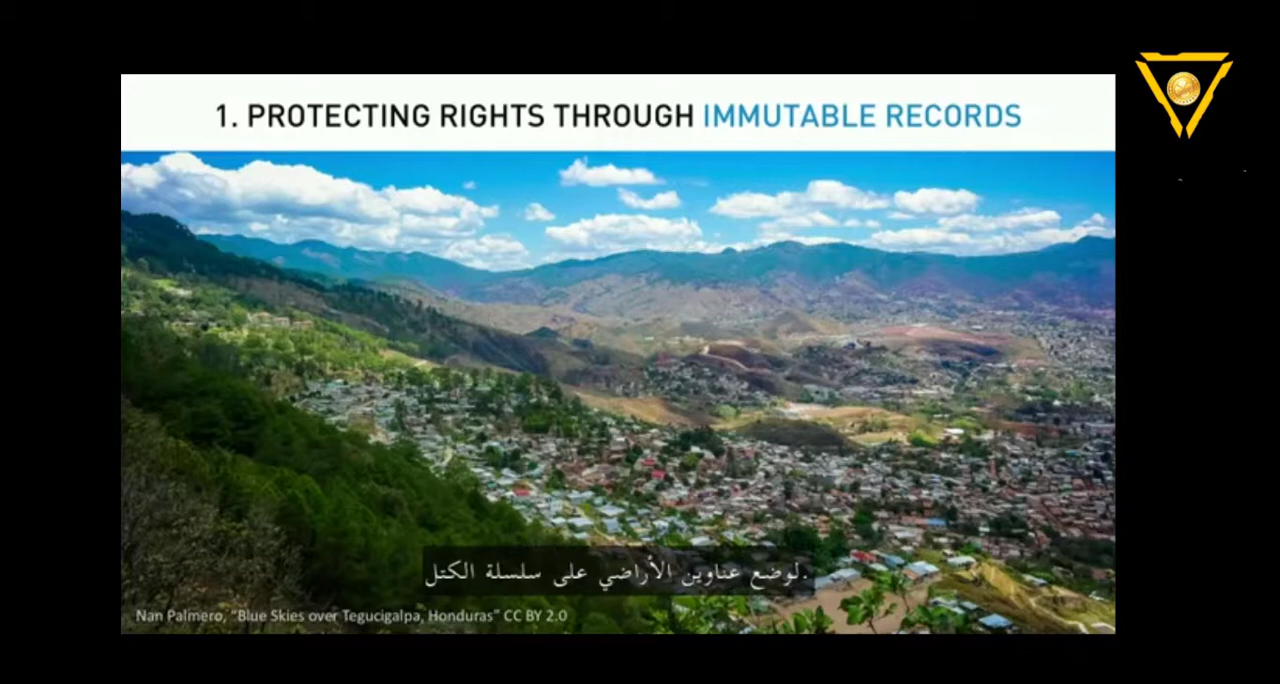 1. PROTECTING RIGHTS THROUGH IMMUTABLE RECORDS
لوضع عناوين الأراضي على سلسلة الكتل.
Nan Palmero, "Blue Skies over Tegucigalpa, Honduras" CC BY 2.0